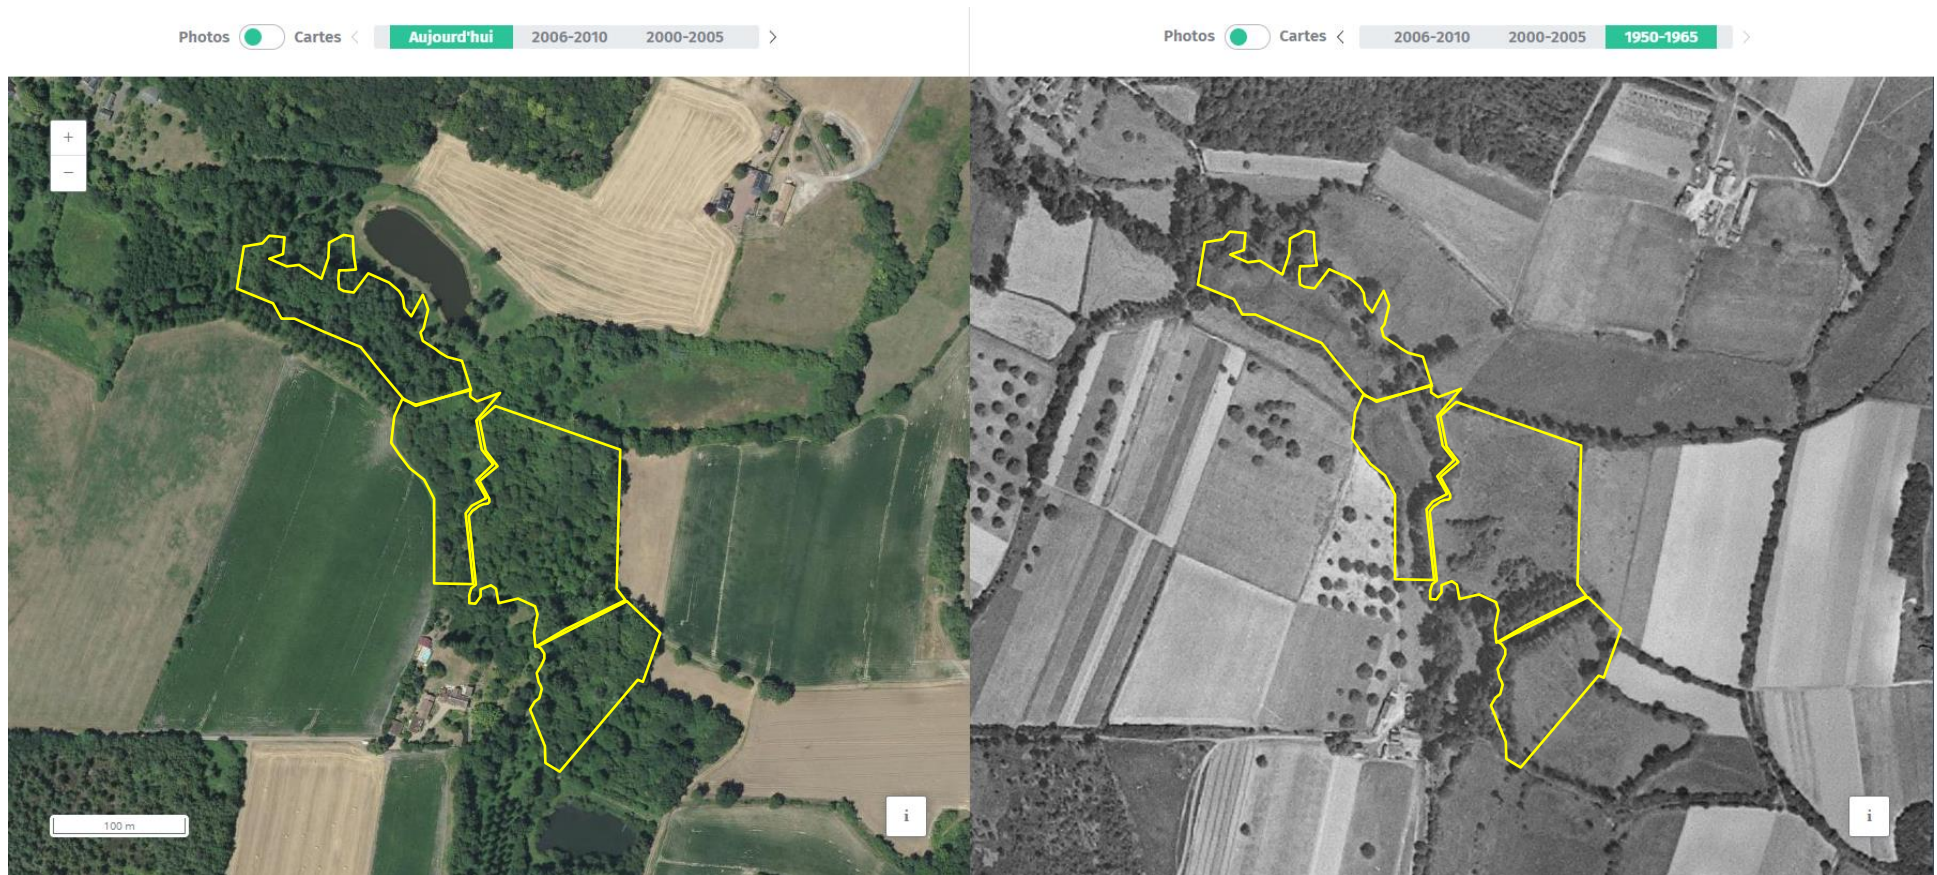 Photos Cartes < Aujourd'hui 2006-2010 2000-2005 >
Photos Cartes < 2006-2010 2000-2005 1950-1965 >
+
−
100 m
i
i